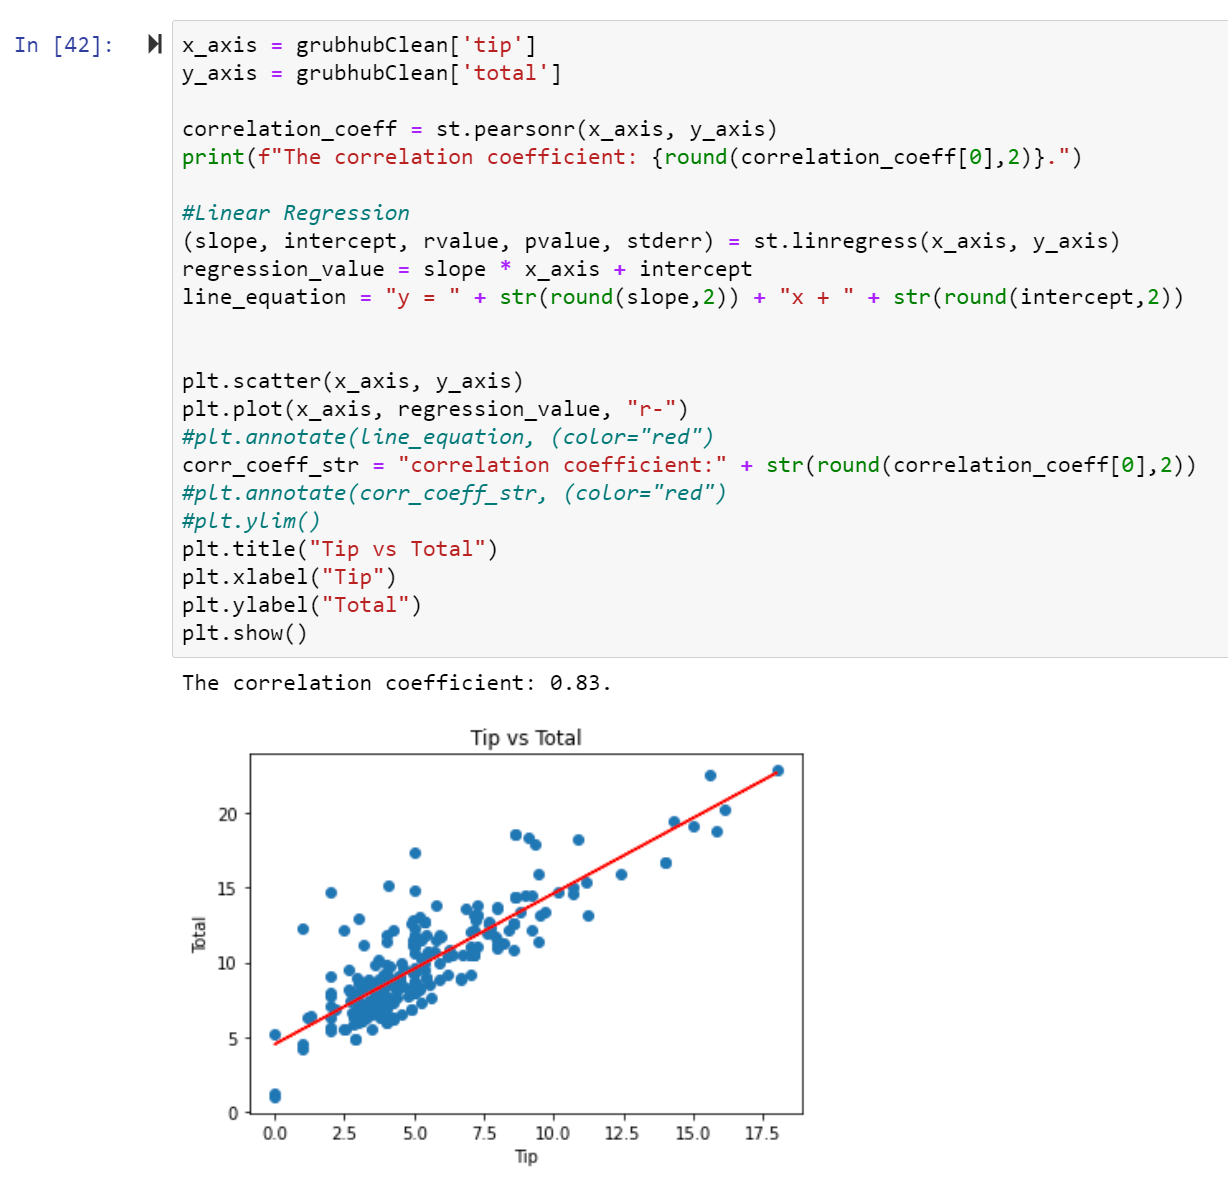 In [42]:
x_axis = grubhubClean['tip']
y_axis = grubhubClean['total']
correlation_coeff = st.pearsonr(x_axis, y_axis)
print(f"The correlation coefficient: {round(correlation_coeff[0],2)}.")
#Linear Regression
(slope, intercept, rvalue, pvalue, stderr) = st.linregress(x_axis, y_axis)
regression_value = slope * x_axis + intercept
line_equation = "y = " + str(round(slope,2)) + "x + " + str(round(intercept,2))
plt.scatter(x_axis, y_axis)
plt.plot(x_axis, regression_value, "r-")
#plt.annotate(line_equation, (color="red")
corr_coeff_str = "correlation coefficient:" + str(round(correlation_coeff[0],2))
#plt.annotate(corr_coeff_str, (color="red")
#plt.ylim()
plt.title("Tip vs Total")
plt.xlabel("Tip")
plt.ylabel("Total")
plt.show()
The correlation coefficient: 0.83.
Tip vs Total
Total
20
15
10
5
0
0.0 2.5 5.0 7.5 10.0 12.5 15.0 17.5
Tip